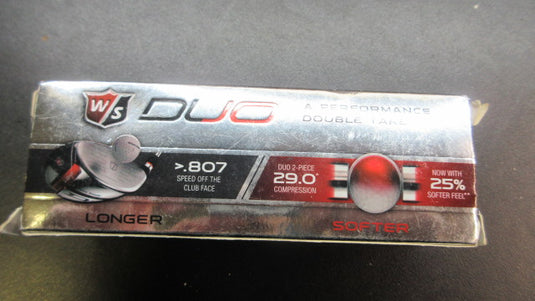 WS DUO
A PERFORMANCE
DOUBLE TAKE
>.807
SPEED OFF THE
CLUB FACE
LONGER
DUO 2-PIECE
29.0*
COMPRESSION
NOW WITH
25%
SOFTER FEEL**
SOFTER